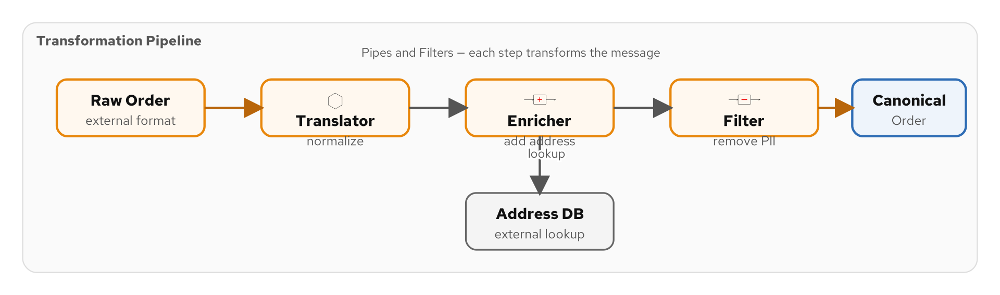 Transformation Pipeline
Pipes and Filters – each step transforms the message
Raw Order
external format
Translator
normalize
+
Enricher
add address
lookup
−
Filter
remove PII
Canonical
Order
Address DB
external lookup